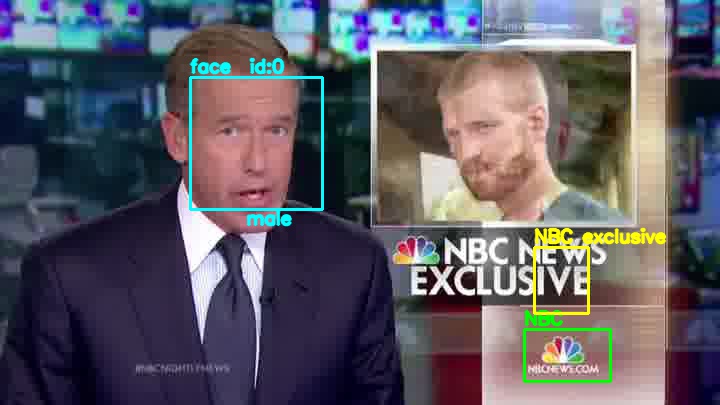 face id:0
male
NBC NEWS
EXCLUSIVE
NBC exclusive
NBC
NBCNEWS.COM
#NBCNIGHTLYNEWS